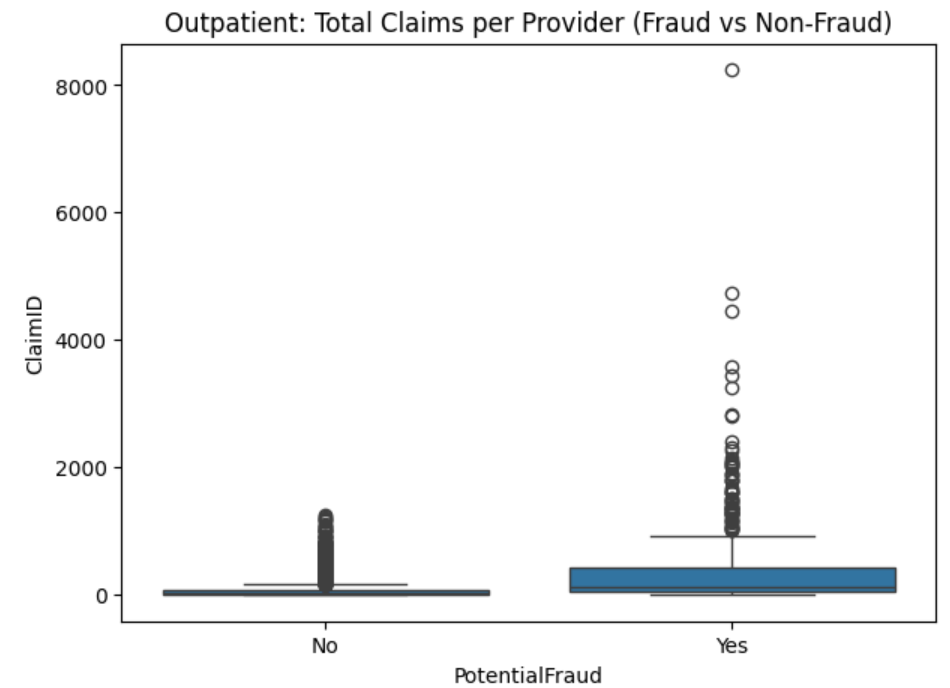 Outpatient: Total Claims per Provider (Fraud vs Non-Fraud)
8000
6000
4000
2000
0
ClaimID
No
Yes
PotentialFraud